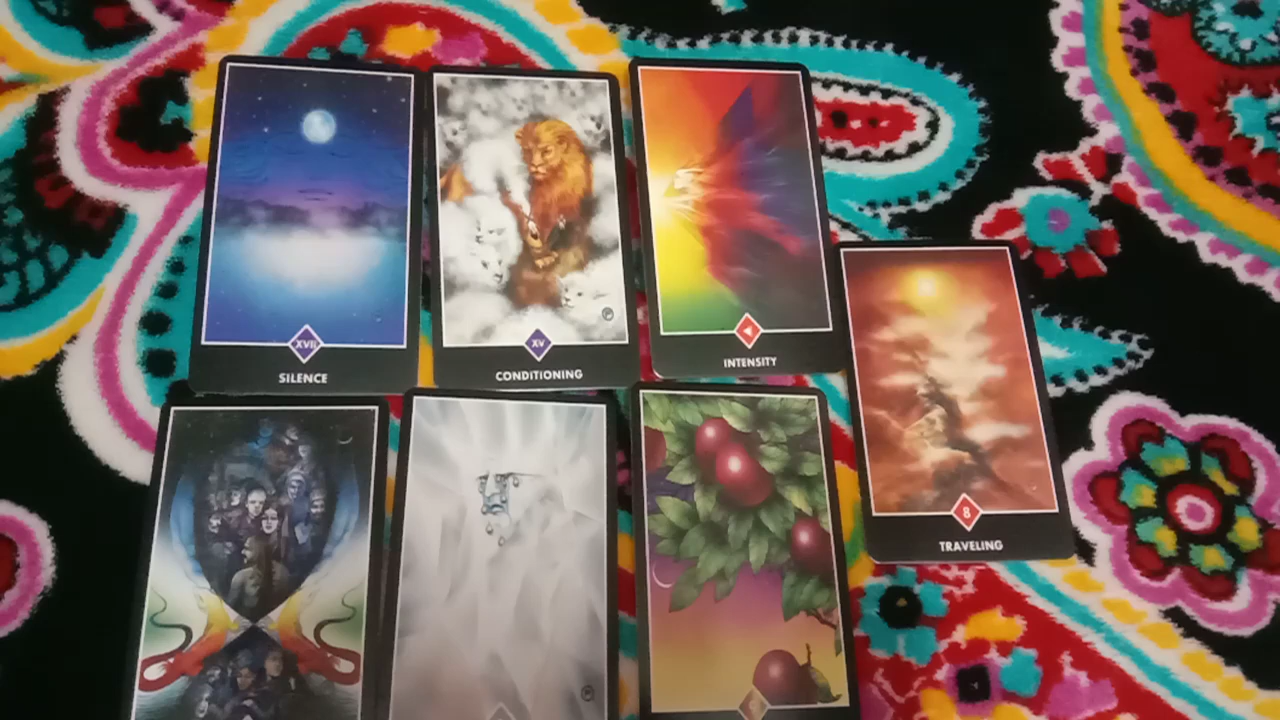 XVII
SILENCE
XV
CONDITIONING
INTENSITY
8
TRAVELING